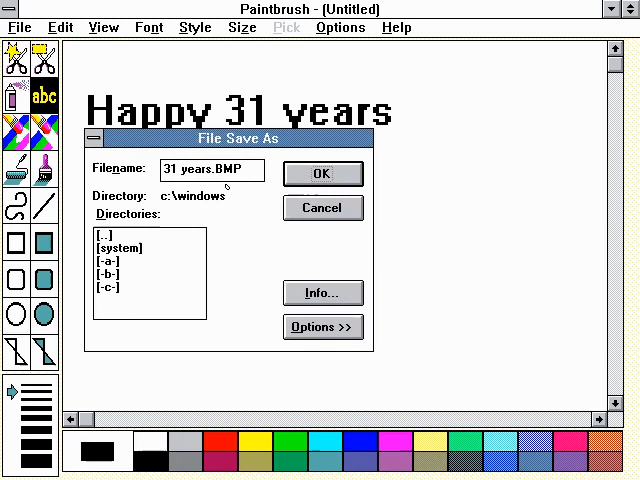 Paintbrush - (Untitled)
File Edit View Font Style Size Pick Options Help
abc
Happy 31 years
File Save As
Filename: 31 years.BMP
OK
Directory: c:\windows
Cancel
Directories:
[..]
[system]
[-a-]
[-b-]
[-c-]
Info...
Options >>